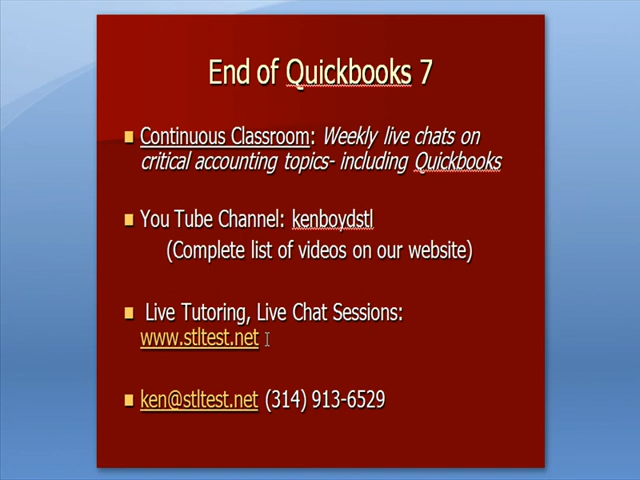 End of Quickbooks 7
Continuous Classroom: Weekly live chats on
critical accounting topics- including Quickbooks
You Tube Channel: kenboydstl
(Complete list of videos on our website)
Live Tutoring, Live Chat Sessions:
www.stltest.net
ken@stltest.net (314) 913-6529